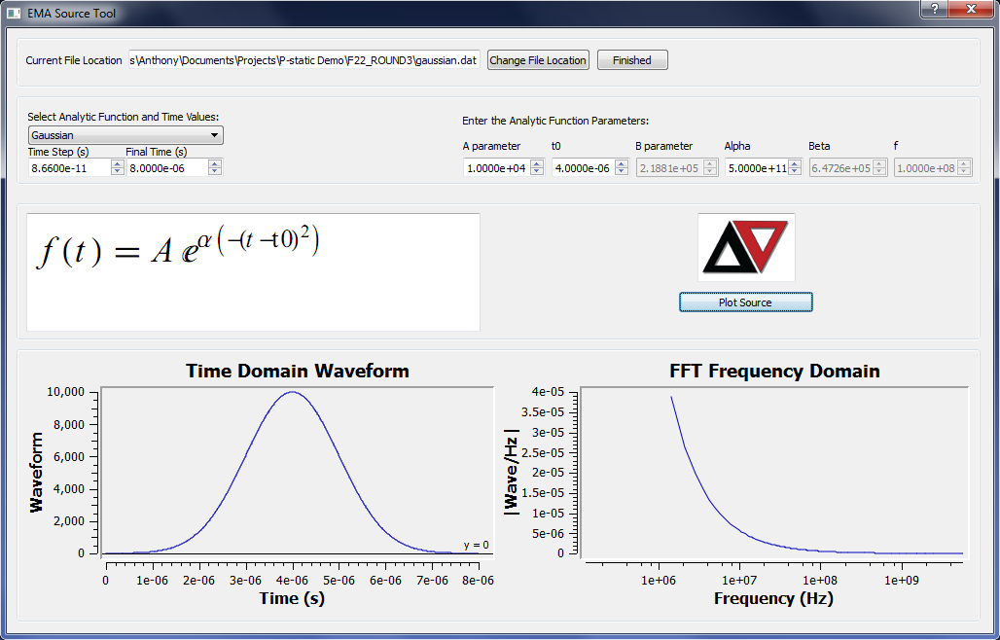 EMA Source Tool
?
Current File Location s\Anthony\Documents\Projects\P-static Demo\F22_ROUND3\gaussian.dat Change File Location Finished
Select Analytic Function and Time Values:
Gaussian
Time Step (s) Final Time (s)
8.6600e-11 8.0000e-06
Enter the Analytic Function Parameters:
A parameter t0 B parameter Alpha Beta f
1.0000e+04 4.0000e-06 2.1881e+05 5.0000e+11 6.4726e+05 1.0000e+08
f(t) = A e^α(-(t-t0)^2)
Plot Source
Time Domain Waveform
10,000
8,000
6,000
4,000
2,000
0
Waveform
y = 0
0 1e-06 2e-06 3e-06 4e-06 5e-06 6e-06 7e-06 8e-06
Time (s)
FFT Frequency Domain
4e-05
3.5e-05
3e-05
2.5e-05
2e-05
1.5e-05
1e-05
5e-06
0
|Wave/Hz|
1e+06 1e+07 1e+08 1e+09
Frequency (Hz)